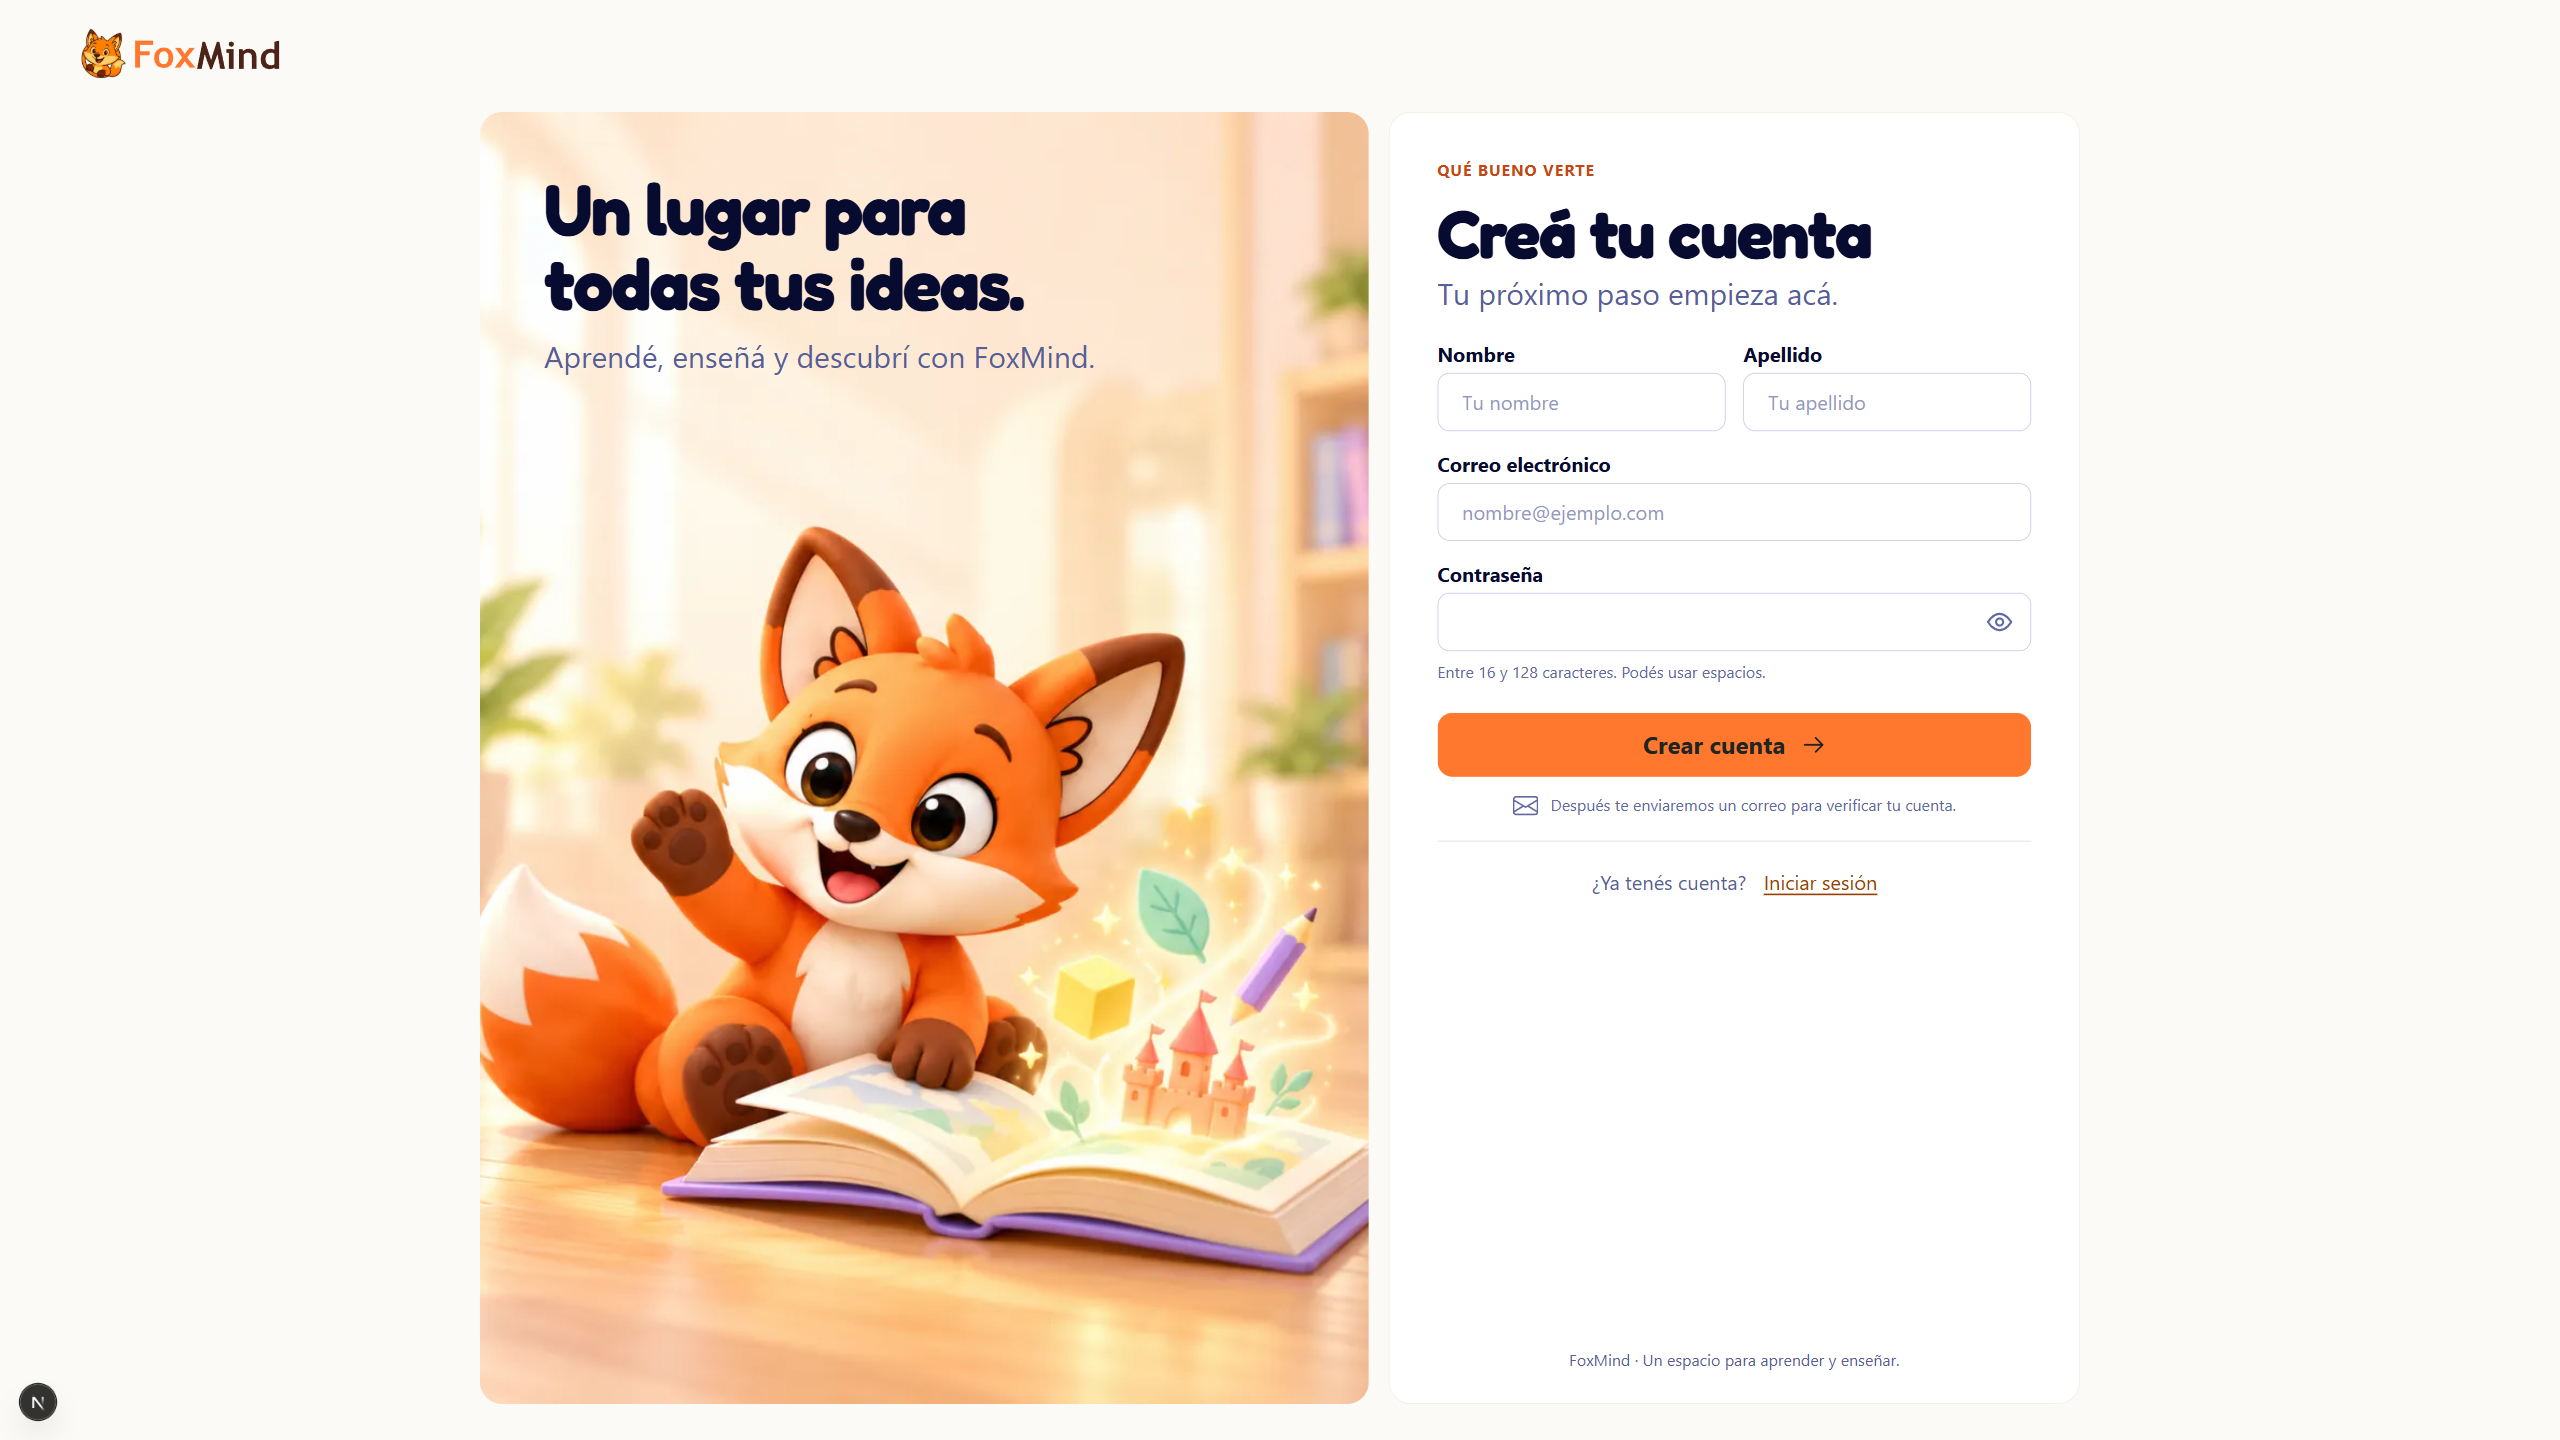 FoxMind
Un lugar para
todas tus ideas.
Aprendé, enseñá y descubrí con FoxMind.
QUÉ BUENO VERTE
Creá tu cuenta
Tu próximo paso empieza acá.
Nombre
Apellido
Tu nombre
Tu apellido
Correo electrónico
nombre@ejemplo.com
Contraseña
Entre 16 y 128 caracteres. Podés usar espacios.
Crear cuenta →
Después te enviaremos un correo para verificar tu cuenta.
¿Ya tenés cuenta? Iniciar sesión
FoxMind · Un espacio para aprender y enseñar.
N